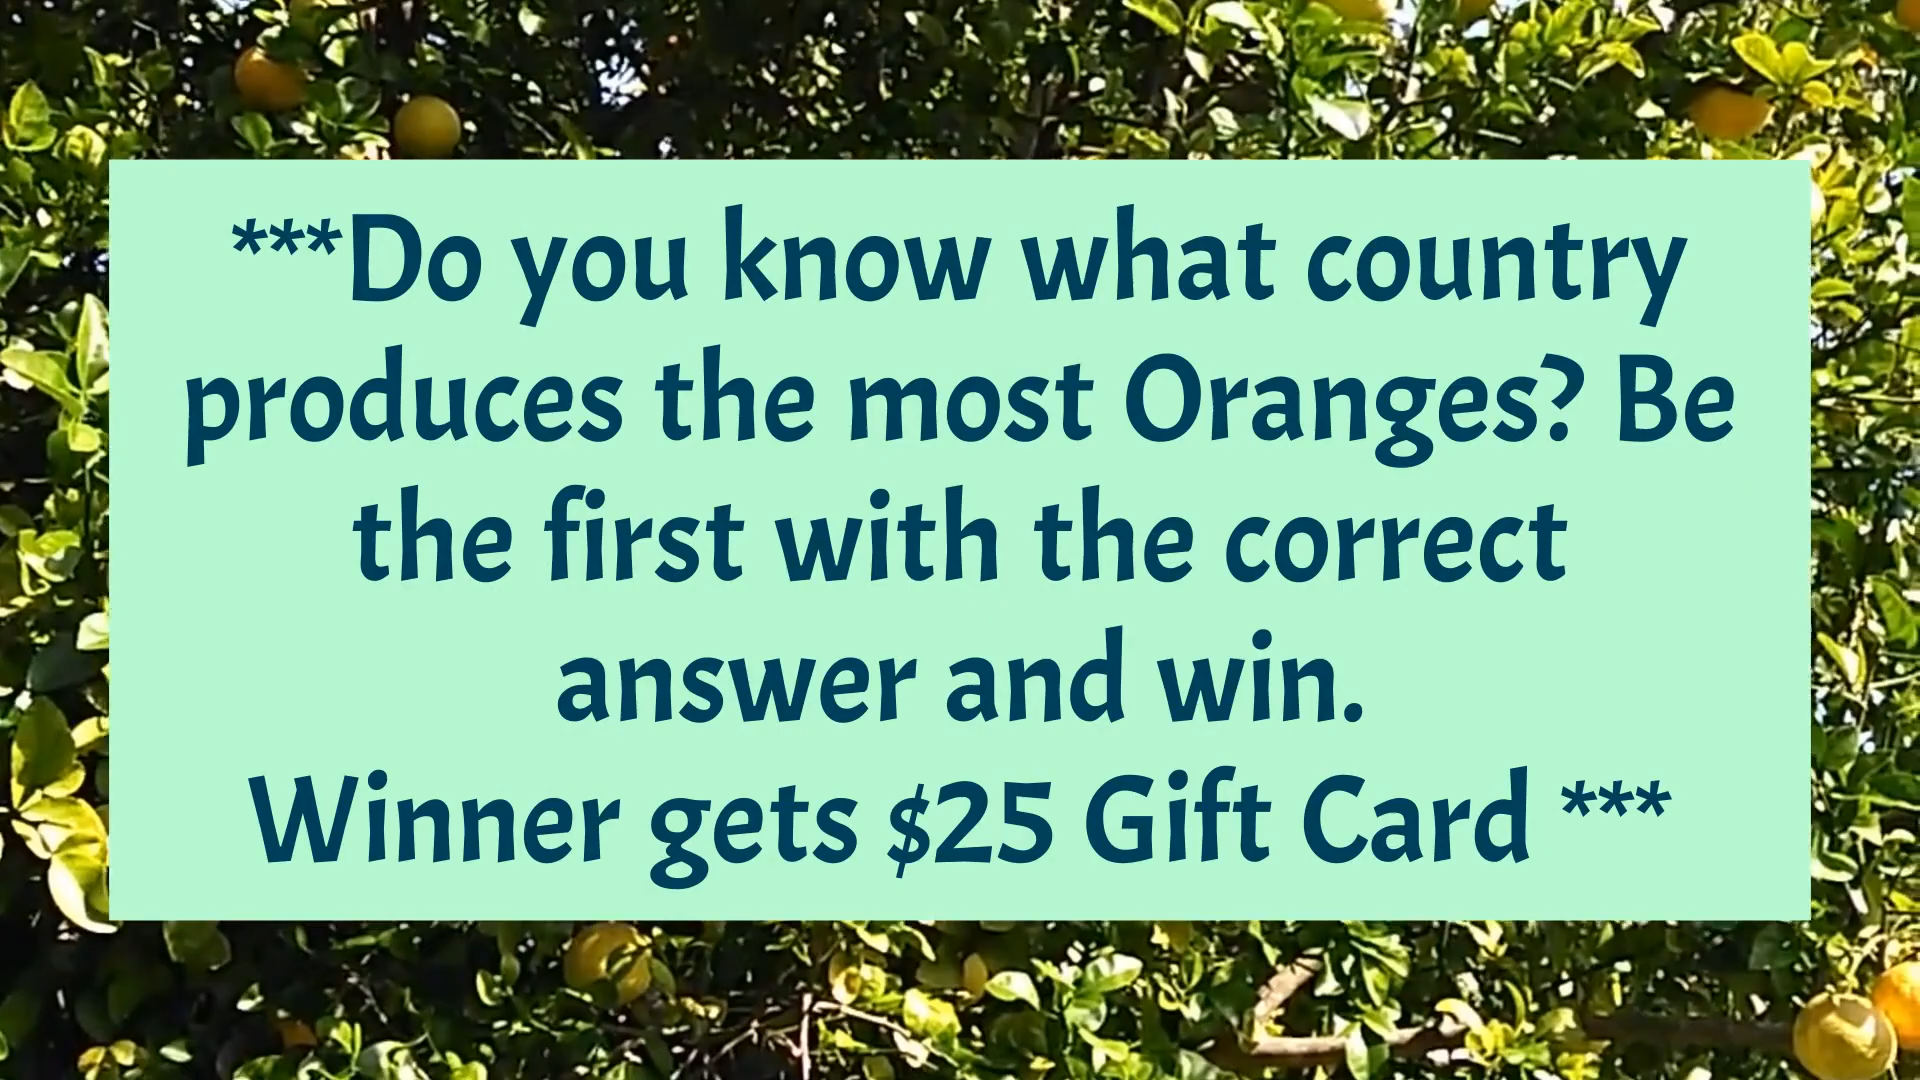 ***Do you know what country
produces the most Oranges? Be
the first with the correct
answer and win.
Winner gets $25 Gift Card ***